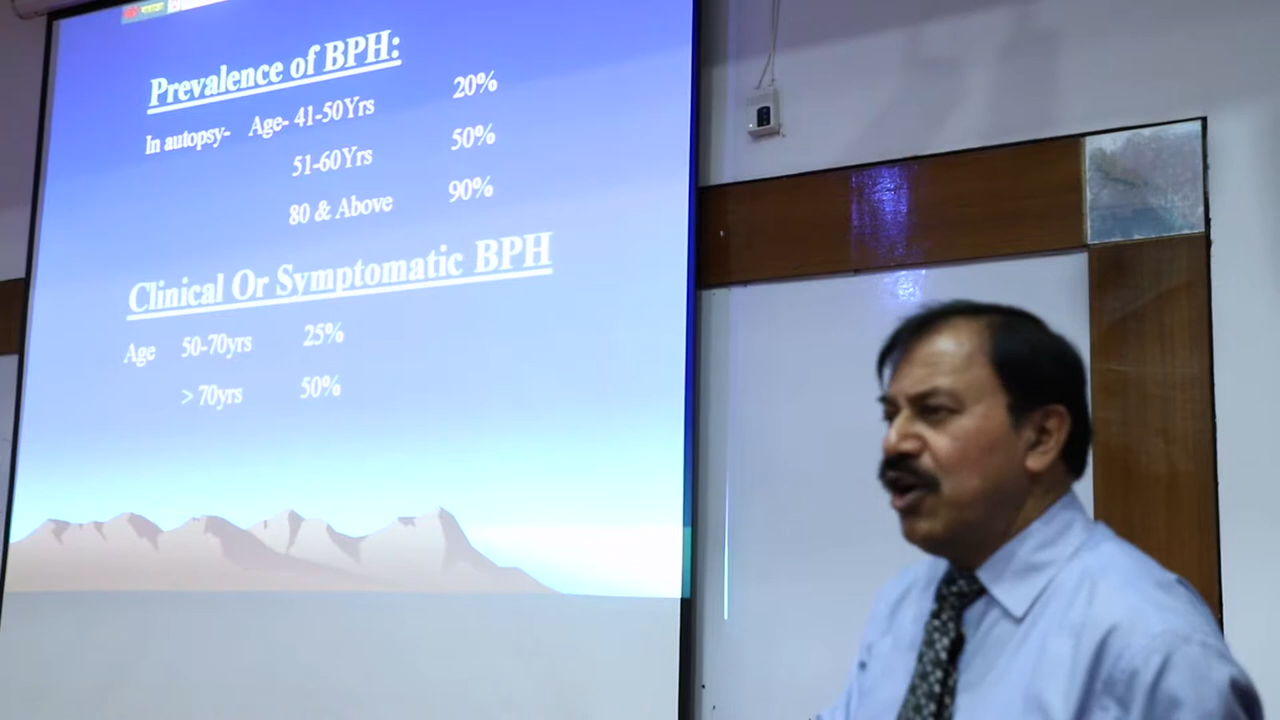 Prevalence of BPH:
In autopsy- Age- 41-50Yrs 20%
51-60Yrs 50%
80 & Above 90%
Clinical Or Symptomatic BPH
Age 50-70yrs 25%
> 70yrs 50%